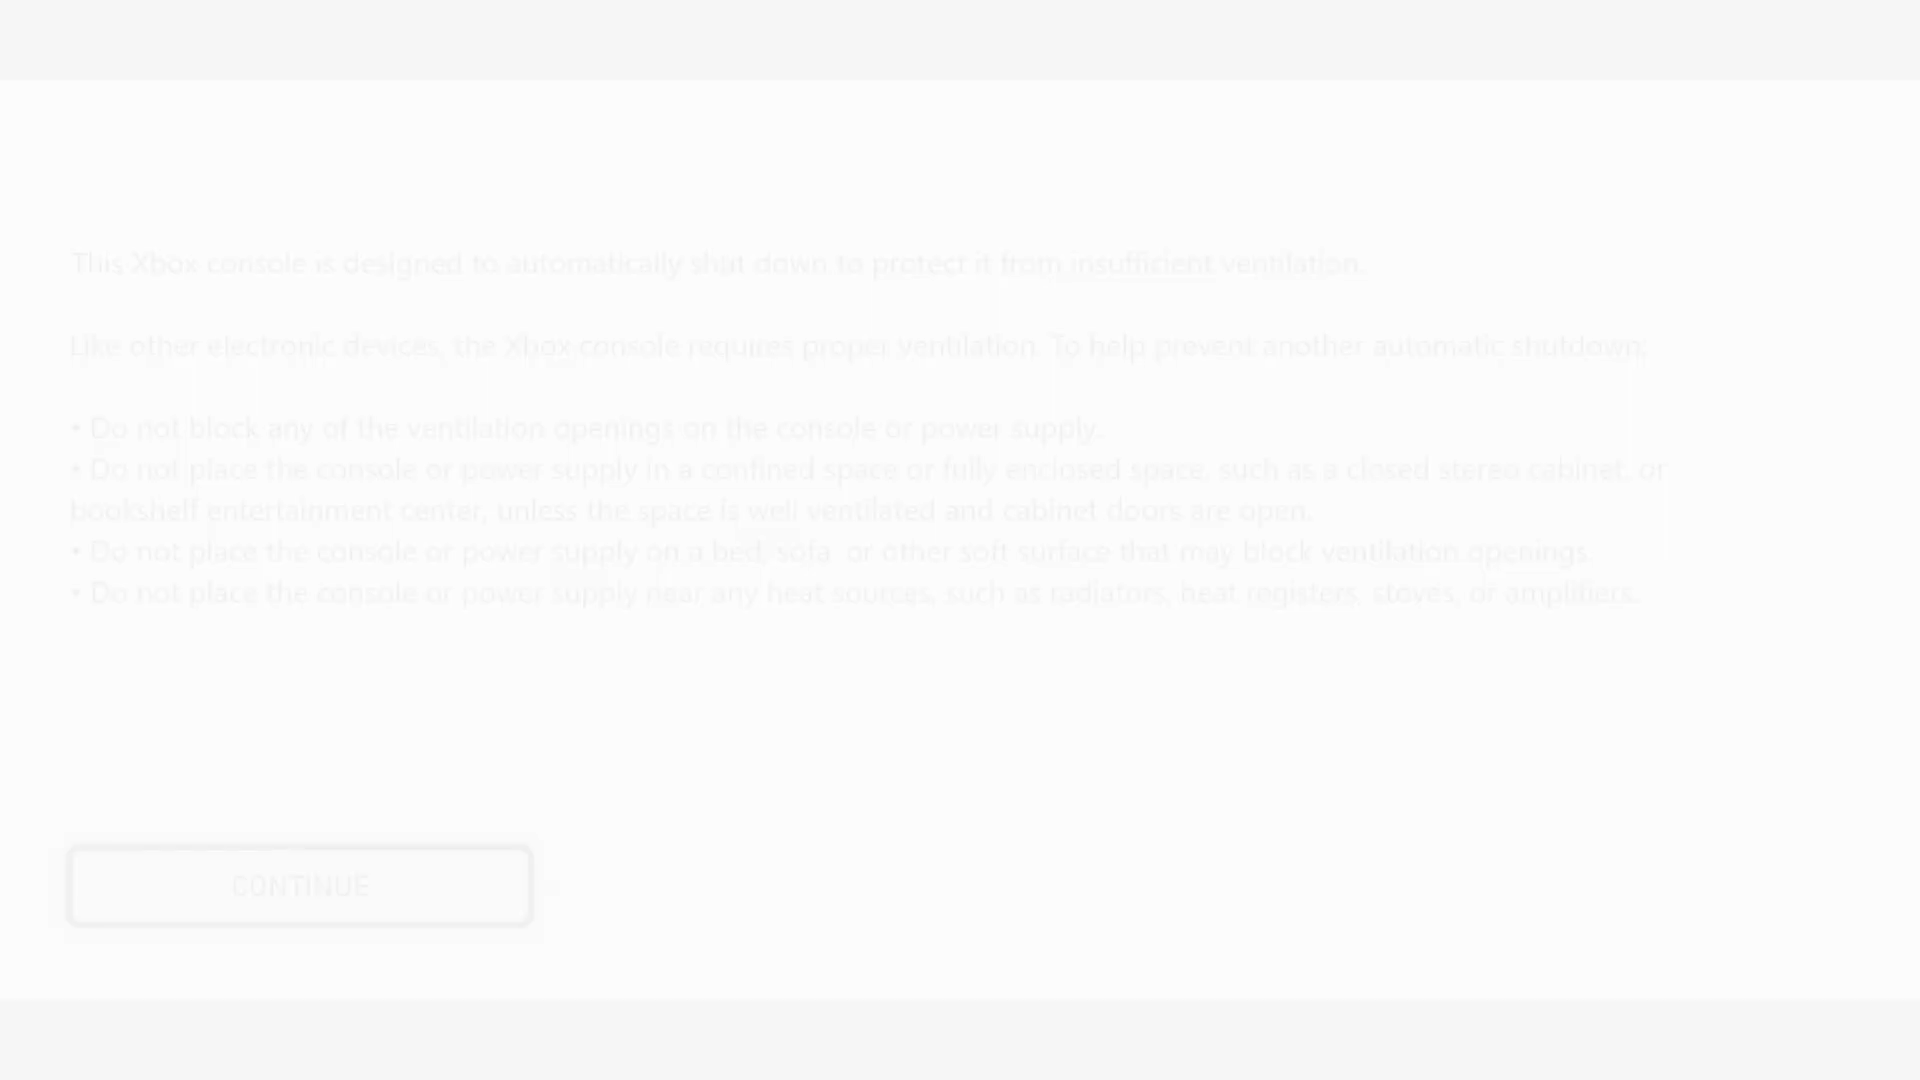 This Xbox console is designed to automatically shut down to protect it from insufficient ventilation.
Like other electronic devices, the Xbox console requires proper ventilation. To help prevent another automatic shutdown:
• Do not block any of the ventilation openings on the console or power supply.
• Do not place the console or power supply in a confined space or fully enclosed space, such as a closed stereo cabinet, or
bookshelf entertainment center, unless the space is well ventilated and cabinet doors are open.
• Do not place the console or power supply on a bed, sofa, or other soft surface that may block ventilation openings.
• Do not place the console or power supply near any heat sources, such as radiators, heat registers, stoves, or amplifiers.
CONTINUE